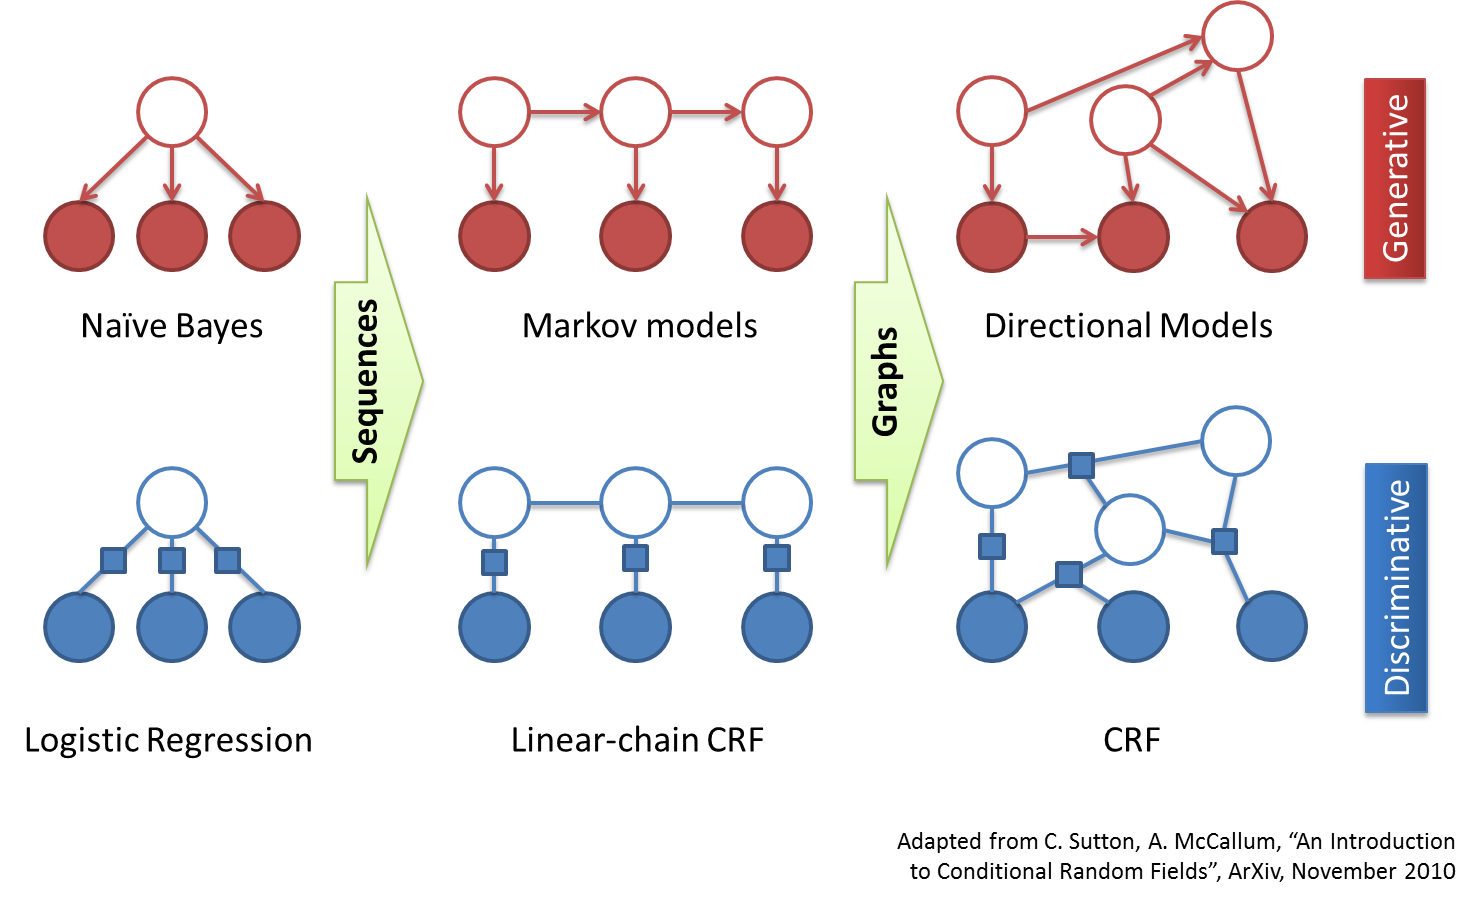 Naïve Bayes
Sequences
Markov models
Graphs
Directional Models
Generative
Logistic Regression
Linear-chain CRF
CRF
Discriminative
Adapted from C. Sutton, A. McCallum, “An Introduction
to Conditional Random Fields”, ArXiv, November 2010